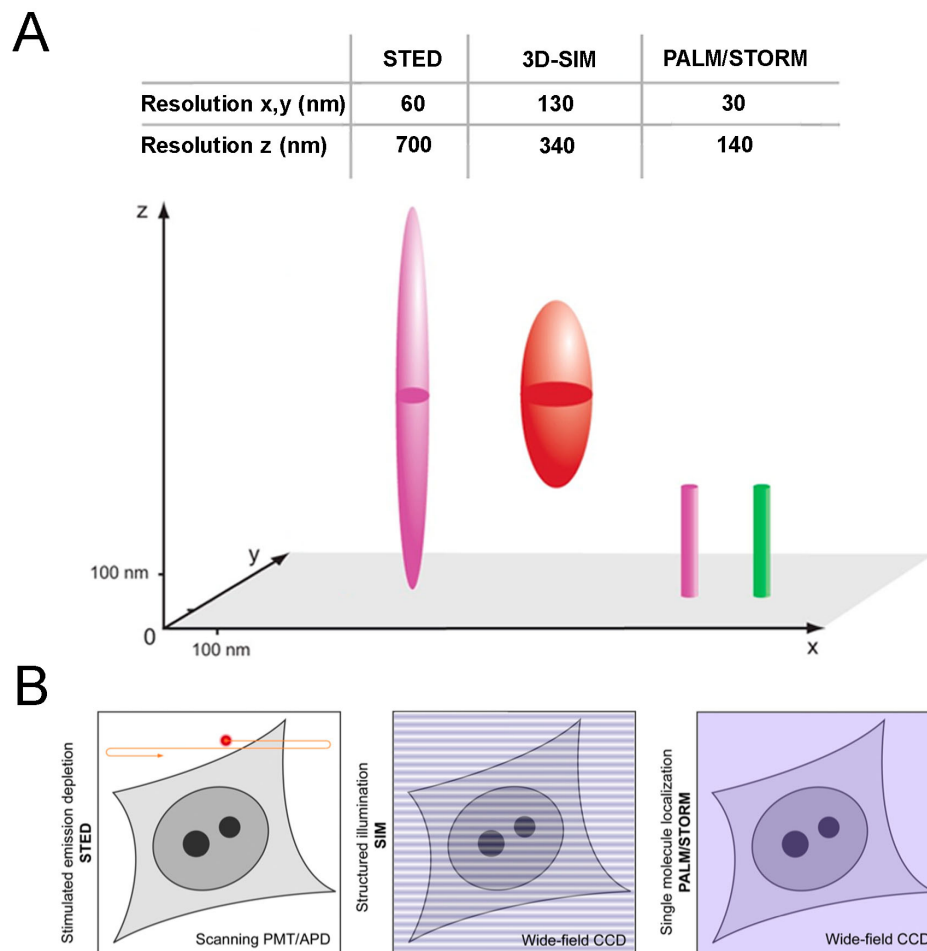 A
STED 3D-SIM PALM/STORM
Resolution x,y (nm) 60 130 30
Resolution z (nm) 700 340 140
z
y
100 nm
0
100 nm
x
B
Stimulated emission depletion
STED
Scanning PMT/APD
Structured illumination
SIM
Wide-field CCD
Single molecule localization
PALM/STORM
Wide-field CCD